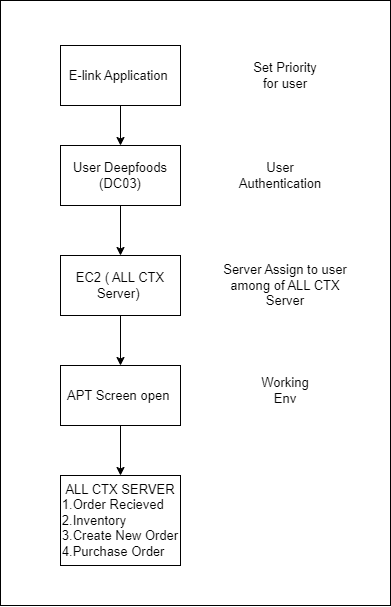 E-link Application
Set Priority
for user
User Deepfoods
(DC03)
User
Authentication
EC2 ( ALL CTX
Server)
Server Assign to user
among of ALL CTX
Server
APT Screen open
Working
Env
ALL CTX SERVER
1.Order Recieved
2.Inventory
3.Create New Order
4.Purchase Order